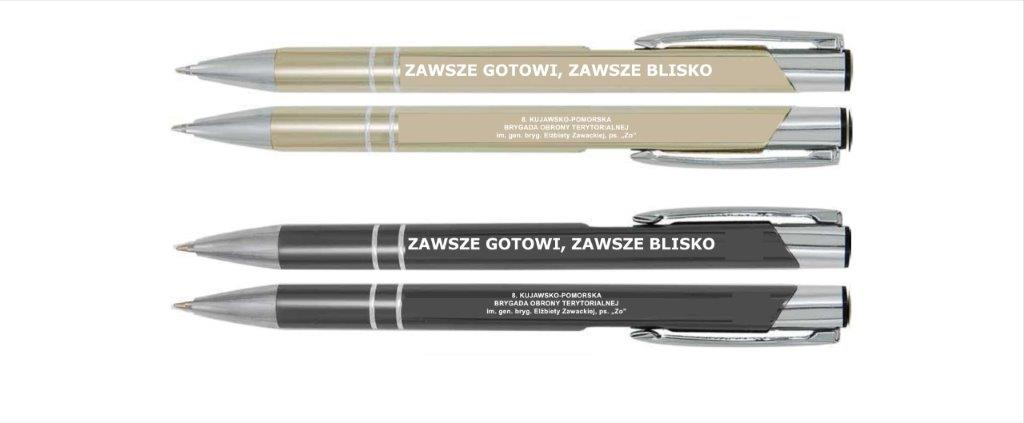 ZAWSZE GOTOWI, ZAWSZE BLISKO
8. KUJAWSKO-POMORSKA
BRYGADA OBRONY TERYTORIALNEJ
im. gen. bryg. Elżbiety Zawackiej, ps. „Zo”
ZAWSZE GOTOWI, ZAWSZE BLISKO
8. KUJAWSKO-POMORSKA
BRYGADA OBRONY TERYTORIALNEJ
im. gen. bryg. Elżbiety Zawackiej, ps. „Zo”